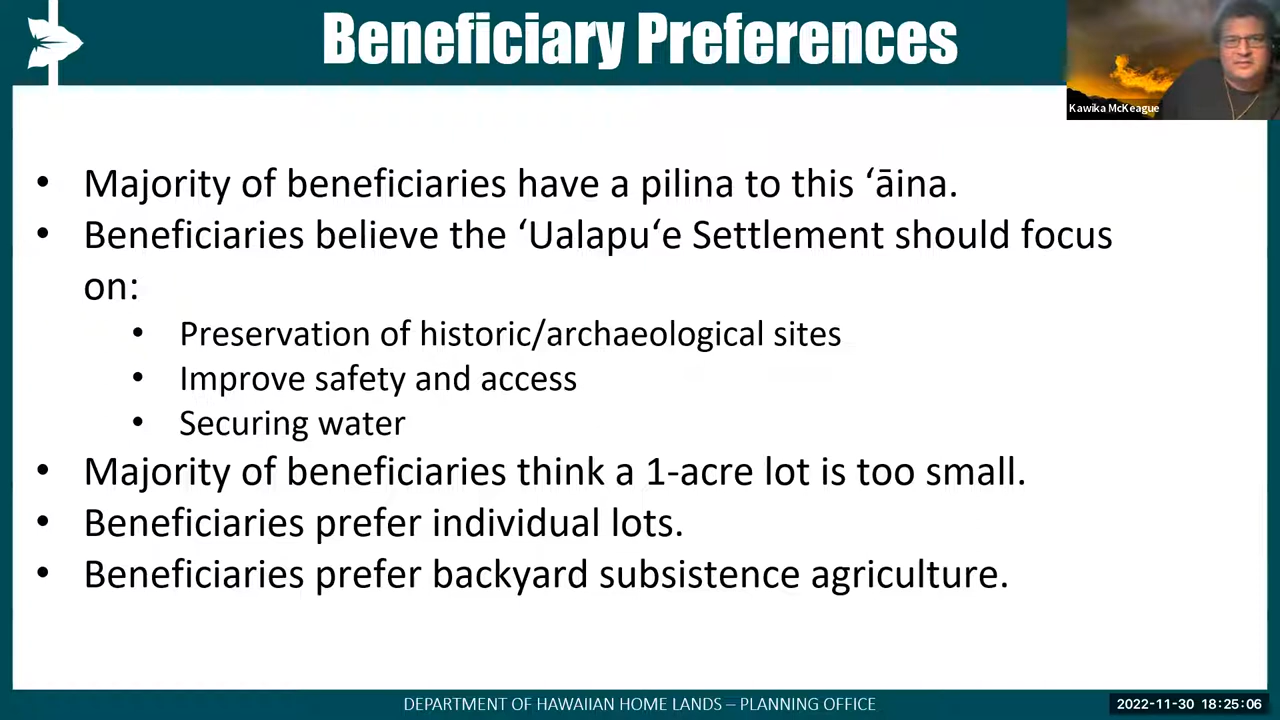 Beneficiary Preferences
Kawika McKeague
• Majority of beneficiaries have a pilina to this ʻāina.
• Beneficiaries believe the ʻUalapuʻe Settlement should focus
on:
• Preservation of historic/archaeological sites
• Improve safety and access
• Securing water
• Majority of beneficiaries think a 1-acre lot is too small.
• Beneficiaries prefer individual lots.
• Beneficiaries prefer backyard subsistence agriculture.
DEPARTMENT OF HAWAIIAN HOME LANDS – PLANNING OFFICE
2022-11-30 18:25:06